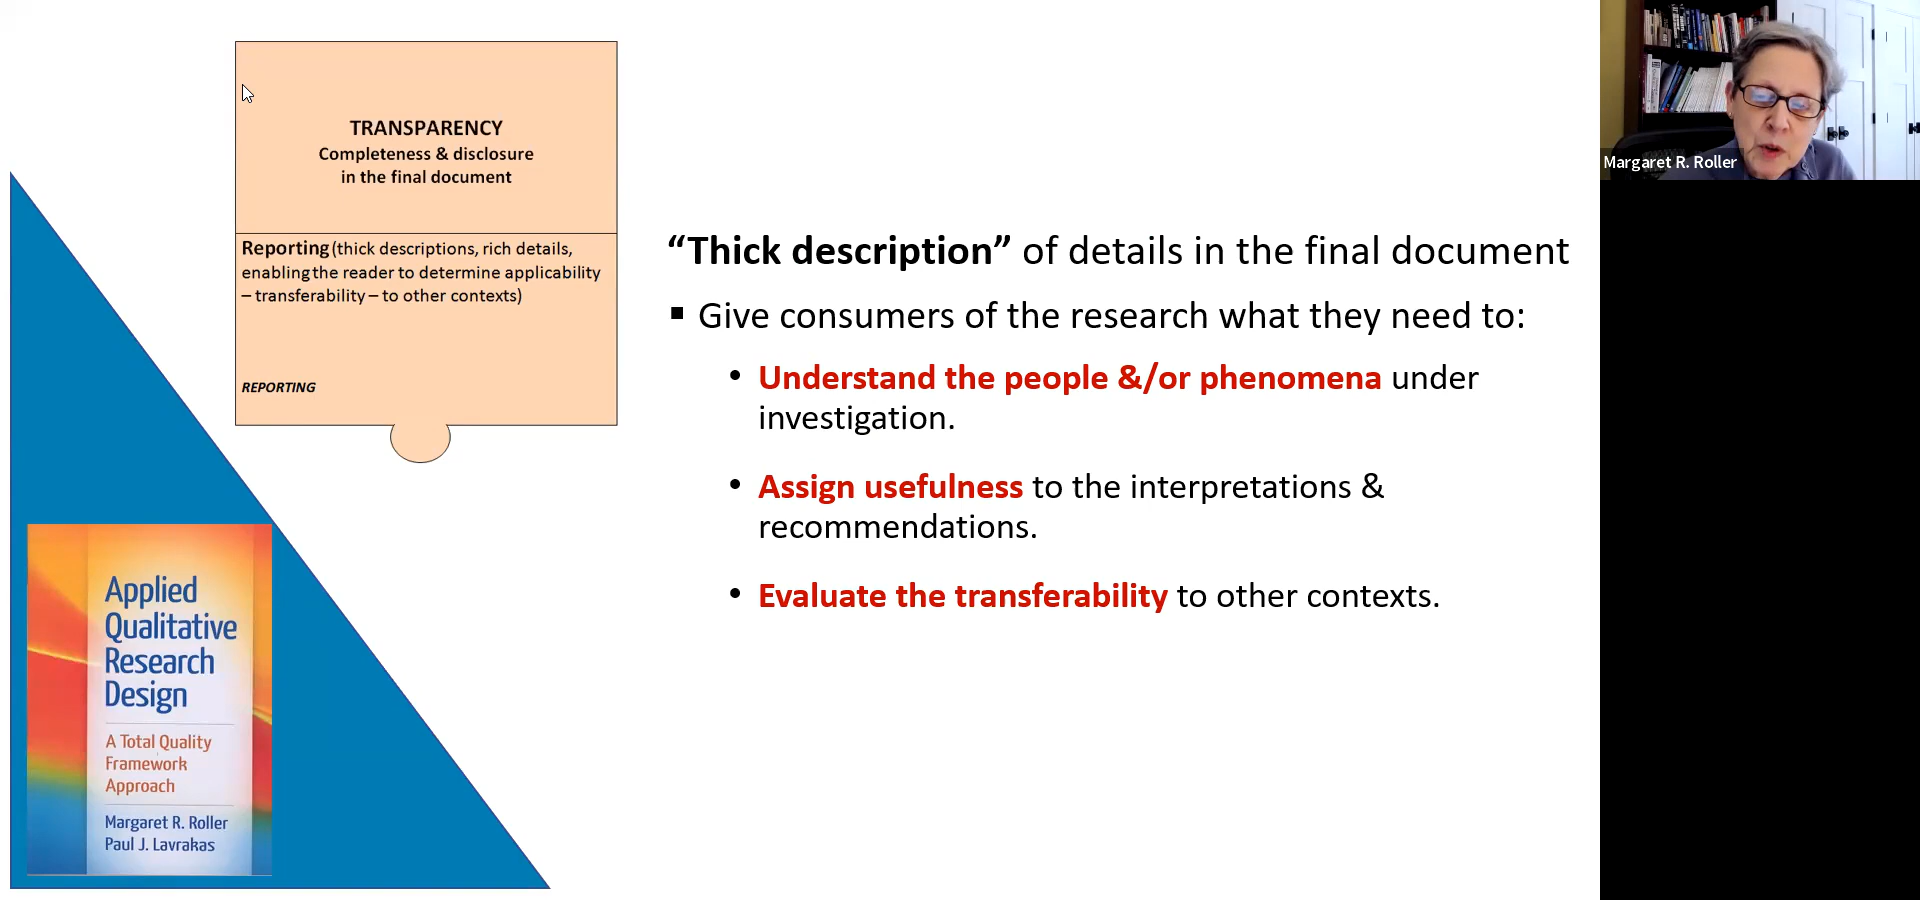 TRANSPARENCY
Completeness & disclosure
in the final document
Reporting (thick descriptions, rich details,
enabling the reader to determine applicability
– transferability – to other contexts)
REPORTING
“Thick description” of details in the final document
▪ Give consumers of the research what they need to:
• Understand the people &/or phenomena under
investigation.
• Assign usefulness to the interpretations &
recommendations.
• Evaluate the transferability to other contexts.
Applied
Qualitative
Research
Design
A Total Quality
Framework
Approach
Margaret R. Roller
Paul J. Lavrakas
Margaret R. Roller